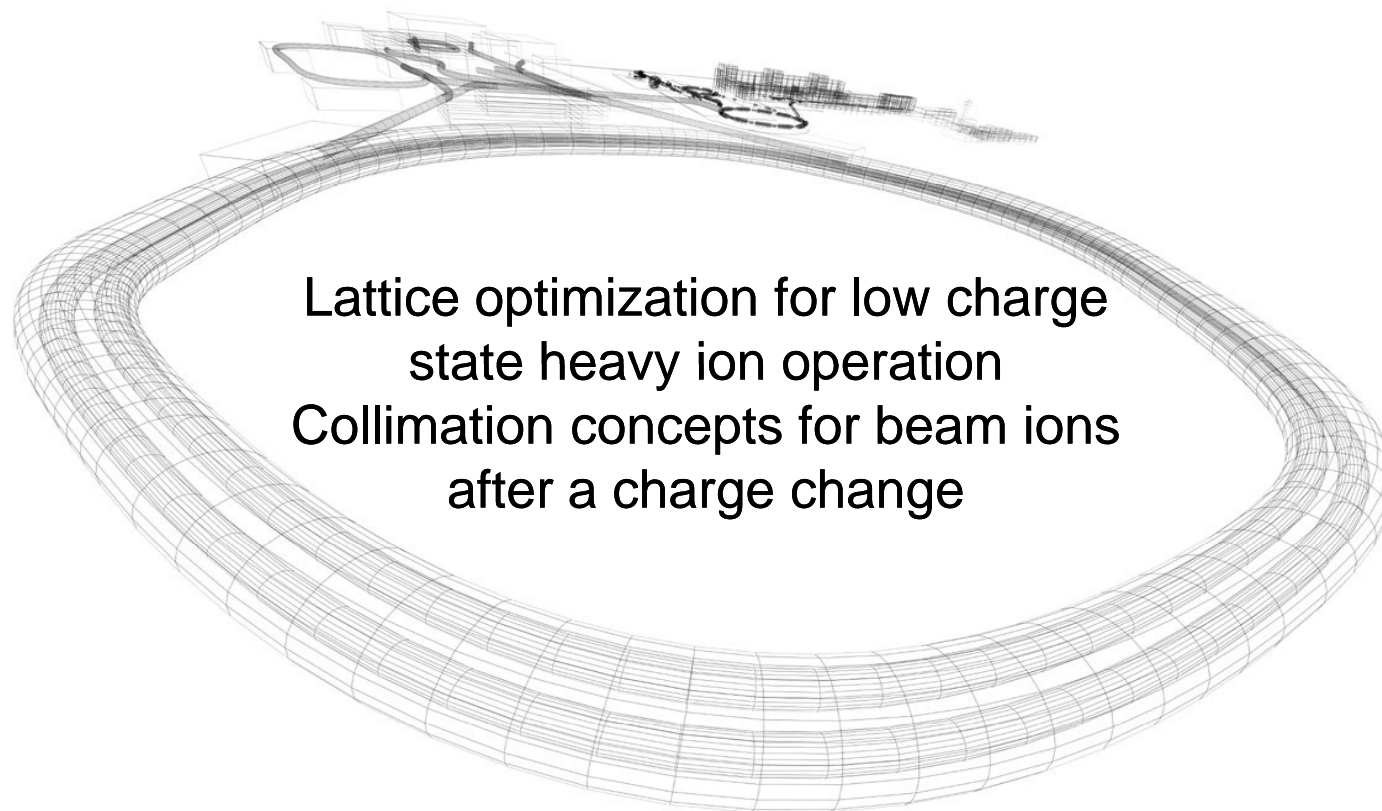 Lattice optimization for low charge
state heavy ion operation
Collimation concepts for beam ions
after a charge change